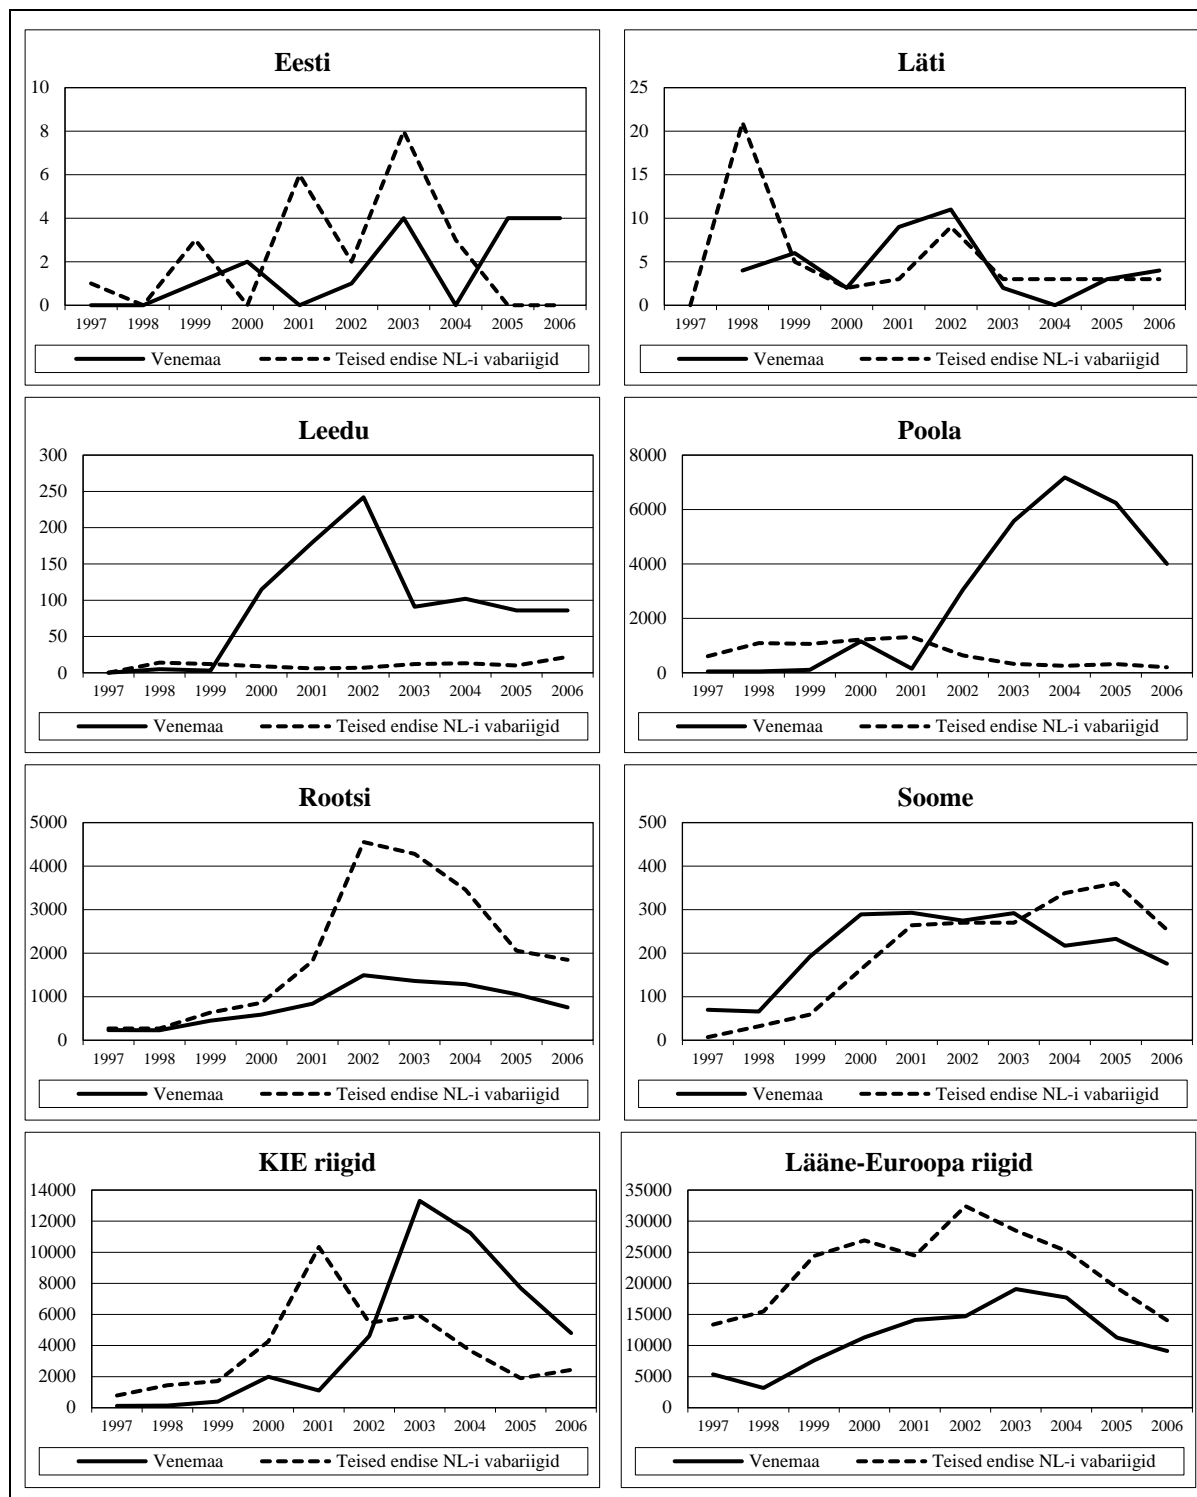 Eesti
10
8
6
4
2
0
1997 1998 1999 2000 2001 2002 2003 2004 2005 2006
Venemaa Teised endise NL-i vabariigid
Läti
25
20
15
10
5
0
1997 1998 1999 2000 2001 2002 2003 2004 2005 2006
Venemaa Teised endise NL-i vabariigid
Leedu
300
250
200
150
100
50
0
1997 1998 1999 2000 2001 2002 2003 2004 2005 2006
Venemaa Teised endise NL-i vabariigid
Poola
8000
6000
4000
2000
0
1997 1998 1999 2000 2001 2002 2003 2004 2005 2006
Venemaa Teised endise NL-i vabariigid
Rootsi
5000
4000
3000
2000
1000
0
1997 1998 1999 2000 2001 2002 2003 2004 2005 2006
Venemaa Teised endise NL-i vabariigid
Soome
500
400
300
200
100
0
1997 1998 1999 2000 2001 2002 2003 2004 2005 2006
Venemaa Teised endise NL-i vabariigid
KIE riigid
14000
12000
10000
8000
6000
4000
2000
0
1997 1998 1999 2000 2001 2002 2003 2004 2005 2006
Venemaa Teised endise NL-i vabariigid
Lääne-Euroopa riigid
35000
30000
25000
20000
15000
10000
5000
0
1997 1998 1999 2000 2001 2002 2003 2004 2005 2006
Venemaa Teised endise NL-i vabariigid